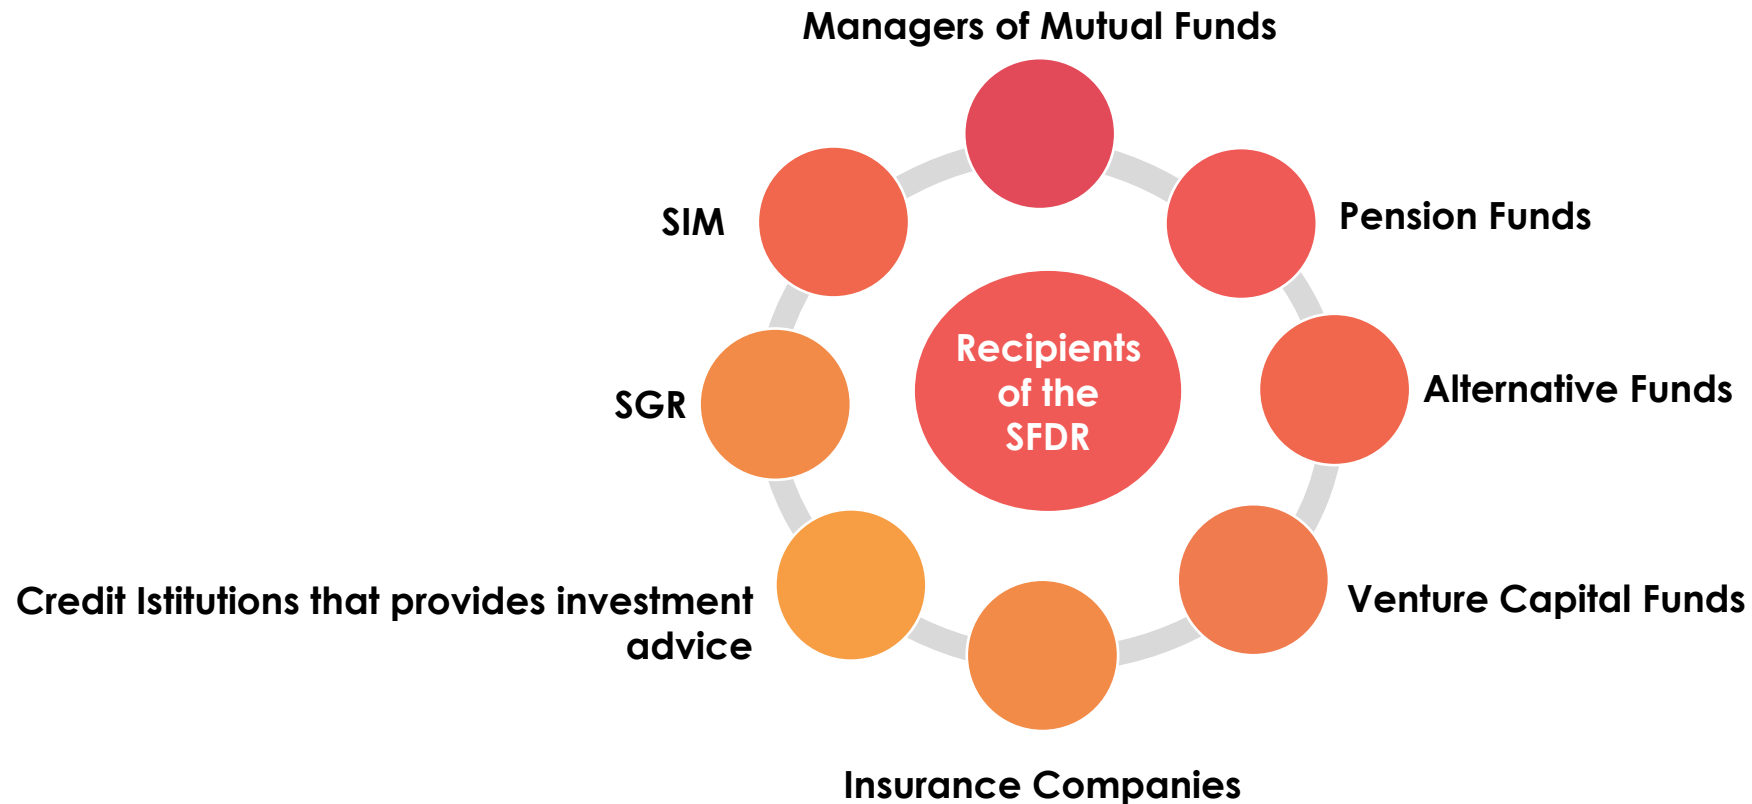 Managers of Mutual Funds
SIM
Pension Funds
Recipients
of the
SFDR
SGR
Alternative Funds
Credit Istitutions that provides investment
advice
Venture Capital Funds
Insurance Companies